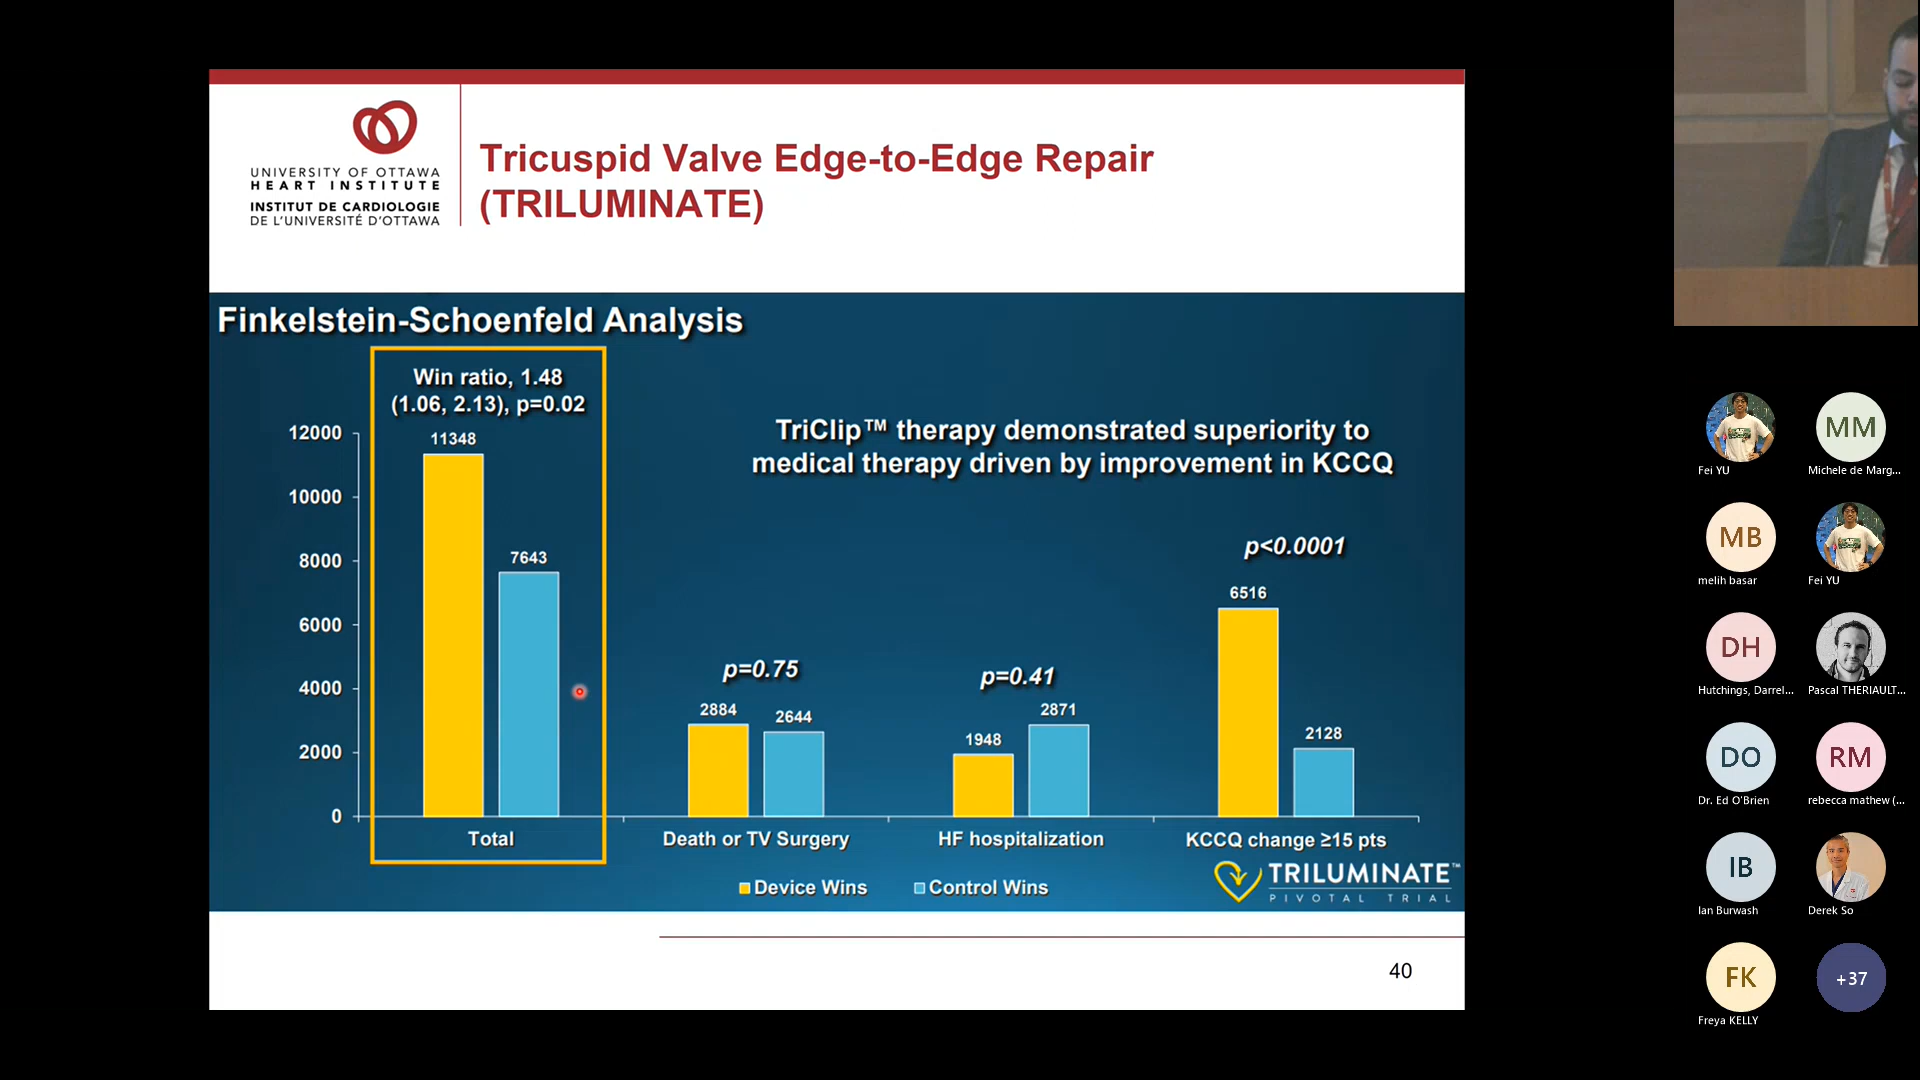 UNIVERSITY OF OTTAWA
HEART INSTITUTE
INSTITUT DE CARDIOLOGIE
DE L'UNIVERSITÉ D'OTTAWA
Tricuspid Valve Edge-to-Edge Repair
(TRILUMINATE)
Finkelstein-Schoenfeld Analysis
Win ratio, 1.48
(1.06, 2.13), p=0.02
TriClip™ therapy demonstrated superiority to
medical therapy driven by improvement in KCCQ
12000
10000
8000
6000
4000
2000
0
11348
7643
p=0.75
2884
2644
p=0.41
1948
2871
p<0.0001
6516
2128
Total
Death or TV Surgery
HF hospitalization
KCCQ change ≥15 pts
Device Wins
Control Wins
TRILUMINATE™
PIVOTAL TRIAL
40
Fei YU
MM
Michele de Marg...
MB
melih basar
Fei YU
DH
Hutchings, Darrel...
Pascal THERIAULT...
DO
Dr. Ed O'Brien
RM
rebecca mathew (...
IB
Ian Burwash
Derek So
FK
Freya KELLY
+37